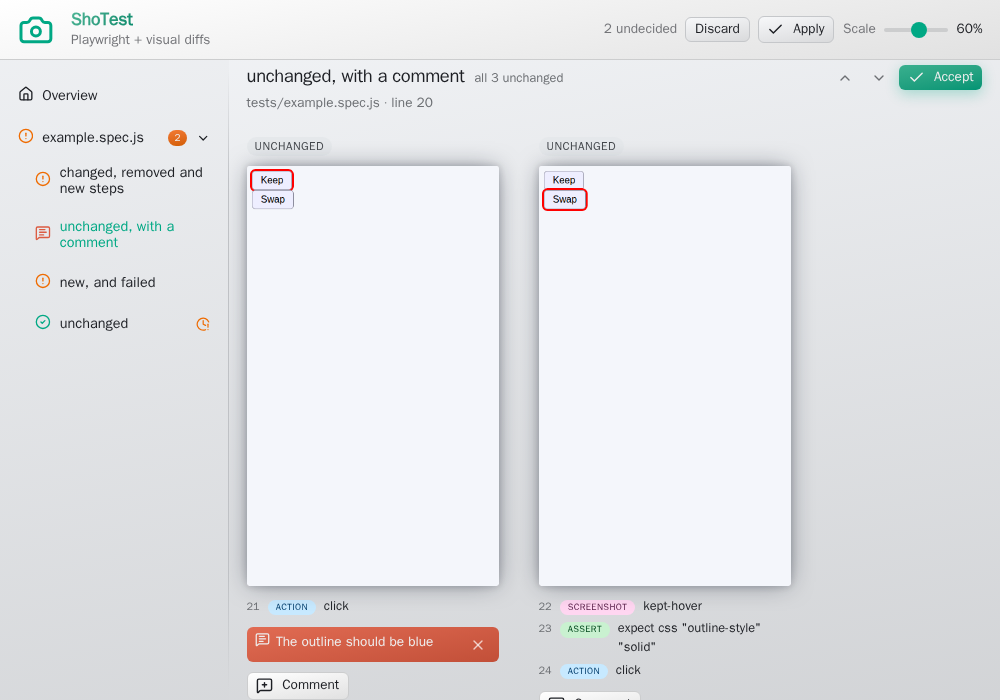 ShoTest
Playwright + visual diffs
2 undecided
Discard
Apply
Scale
60%
Overview
example.spec.js
2
changed, removed and
new steps
unchanged, with a
comment
new, and failed
unchanged
unchanged, with a comment
all 3 unchanged
Accept
tests/example.spec.js · line 20
UNCHANGED
Keep
Swap
21 ACTION click
The outline should be blue
Comment
UNCHANGED
Keep
Swap
22 SCREENSHOT kept-hover
23 ASSERT expect css "outline-style"
"solid"
24 ACTION click